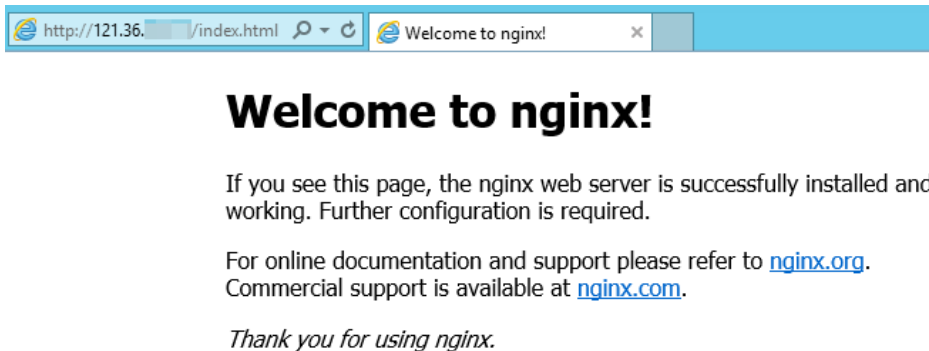 http://121.36. /index.html
Welcome to nginx!
Welcome to nginx!
If you see this page, the nginx web server is successfully installed and
working. Further configuration is required.
For online documentation and support please refer to nginx.org.
Commercial support is available at nginx.com.
Thank you for using nginx.